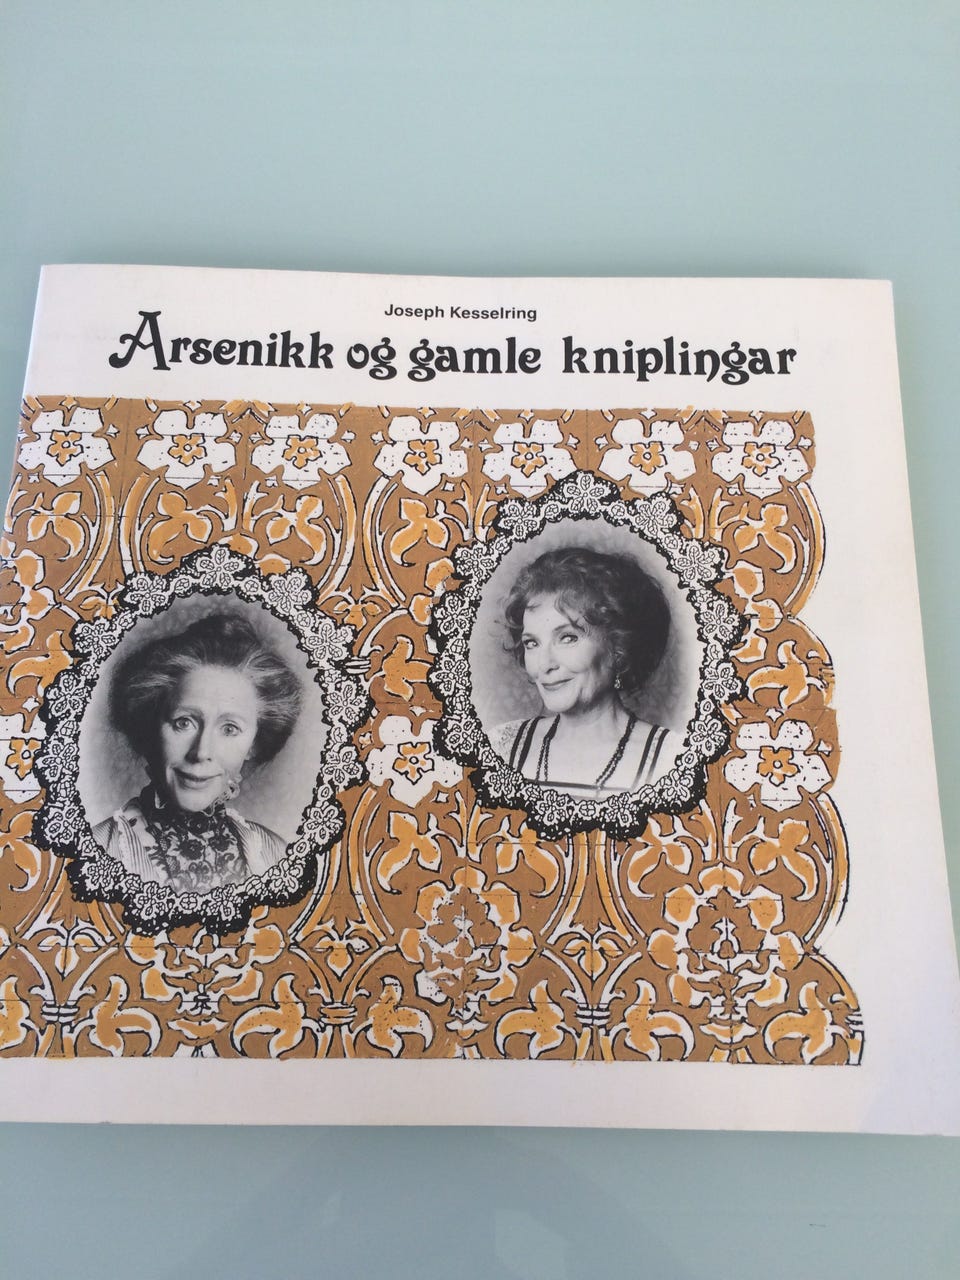 Joseph Kesselring
Arsenikk og gamle kniplingar